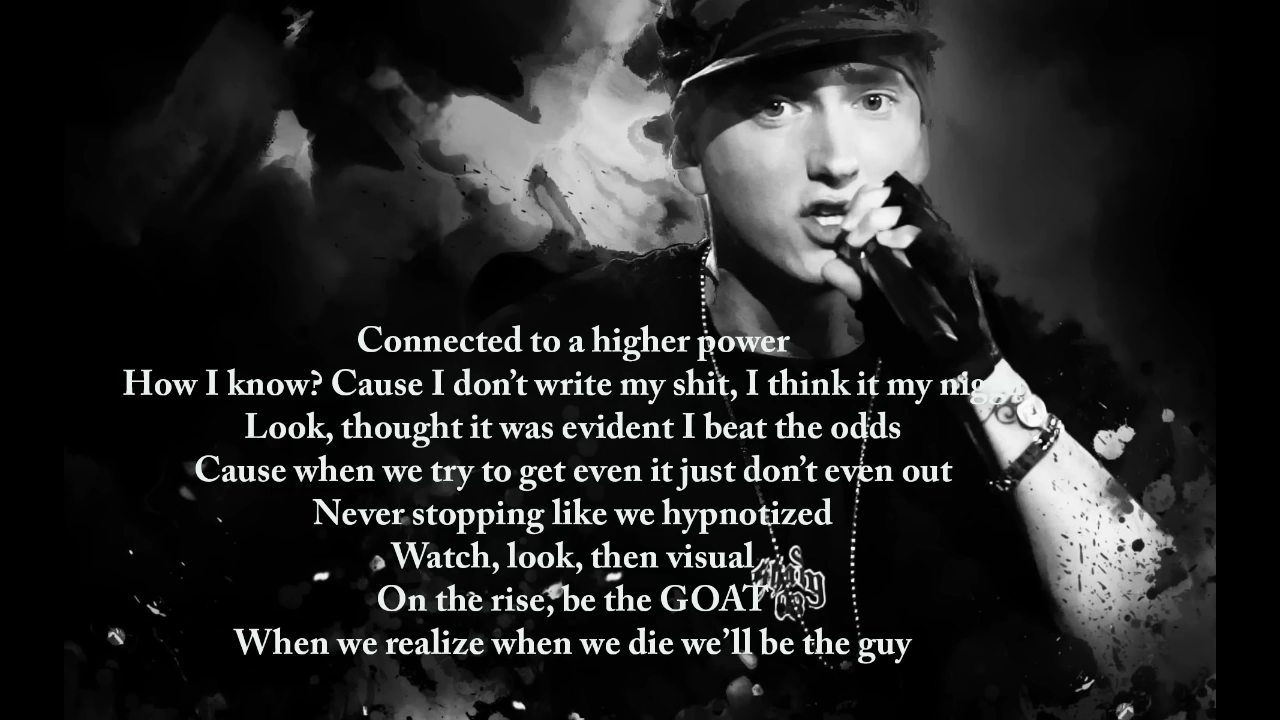 Connected to a higher power
How I know? Cause I don’t write my shit, I think it my
Look, thought it was evident I beat the odds
Cause when we try to get even it just don’t even out
Never stopping like we hypnotized
Watch, look, then visual
On the rise, be the GOAT
When we realize when we die we’ll be the guy